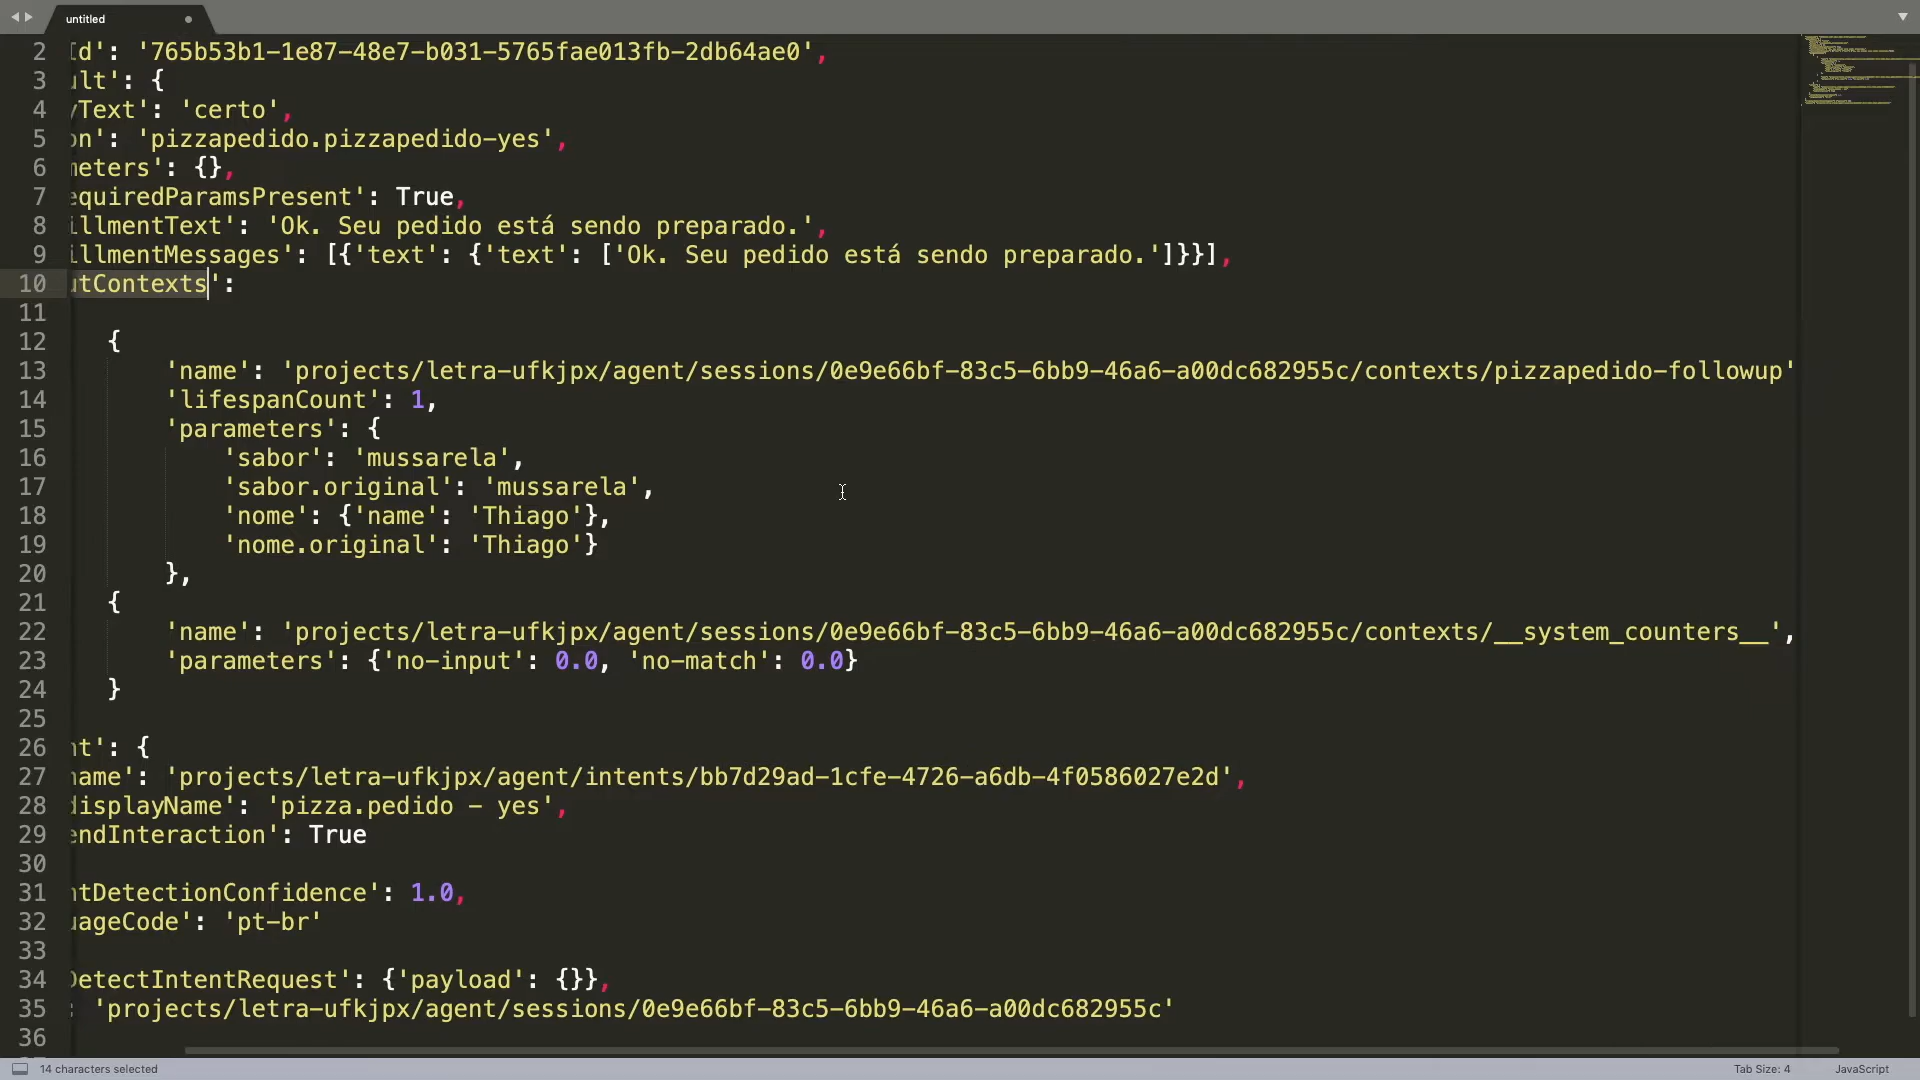 untitled
2 Id': '765b53b1-1e87-48e7-b031-5765fae013fb-2db64ae0',
3 ult': {
4 yText': 'certo',
5 on': 'pizzapedido.pizzapedido-yes',
6 meters': {},
7 equiredParamsPresent': True,
8 illmentText': 'Ok. Seu pedido está sendo preparado.',
9 illmentMessages': [{'text': {'text': ['Ok. Seu pedido está sendo preparado.']}}],
10 utContexts':
11
12 {
13 'name': 'projects/letra-ufkjpx/agent/sessions/0e9e66bf-83c5-6bb9-46a6-a00dc682955c/contexts/pizzapedido-followup'
14 'lifespanCount': 1,
15 'parameters': {
16 'sabor': 'mussarela',
17 'sabor.original': 'mussarela',
18 'nome': {'name': 'Thiago'},
19 'nome.original': 'Thiago'}
20 },
21 {
22 'name': 'projects/letra-ufkjpx/agent/sessions/0e9e66bf-83c5-6bb9-46a6-a00dc682955c/contexts/__system_counters__',
23 'parameters': {'no-input': 0.0, 'no-match': 0.0}
24 }
25
26 nt': {
27 name': 'projects/letra-ufkjpx/agent/intents/bb7d29ad-1cfe-4726-a6db-4f0586027e2d',
28 displayName': 'pizza.pedido - yes',
29 endInteraction': True
30
31 ntDetectionConfidence': 1.0,
32 uageCode': 'pt-br'
33
34 DetectIntentRequest': {'payload': {}},
35 : 'projects/letra-ufkjpx/agent/sessions/0e9e66bf-83c5-6bb9-46a6-a00dc682955c'
36
14 characters selected
Tab Size: 4
JavaScript